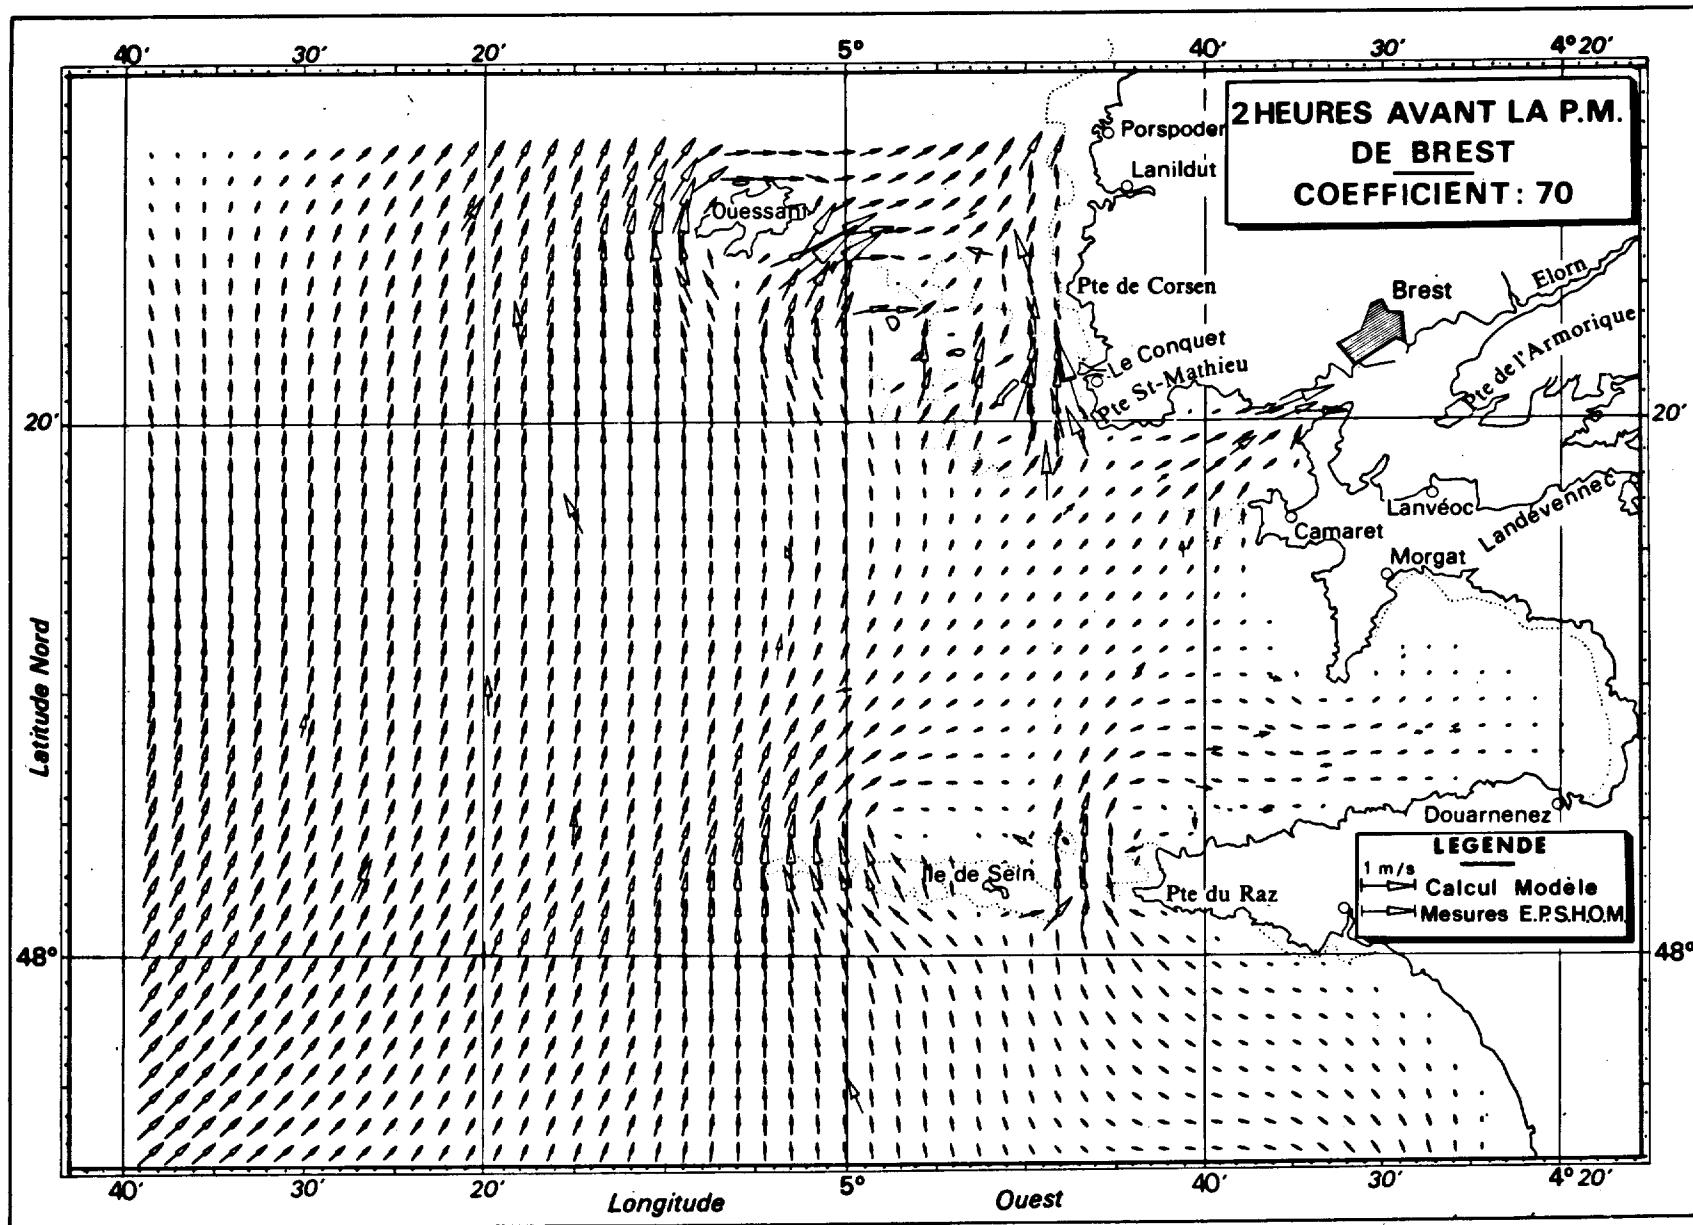 40′ 30′ 20′ 5° 40′ 30′ 4° 20′
2 HEURES AVANT LA P.M.
DE BREST
COEFFICIENT : 70
Porspoder
Lanildut
Ouessant
Pte de Corsen
Elorn
Brest
Le Conquet
Pte St-Mathieu
Pte de l'Armorique
20′ 20′
Lanvéoc
Landévennec
Camaret
Morgat
Latitude Nord
Douarnenez
Ile de Sein
Pte du Raz
LEGENDE
1 m/s
Calcul Modèle
Mesures E.P.S.H.O.M.
48° 48°
40′ 30′ 20′ 5° 40′ 30′ 4° 20′
Longitude Ouest